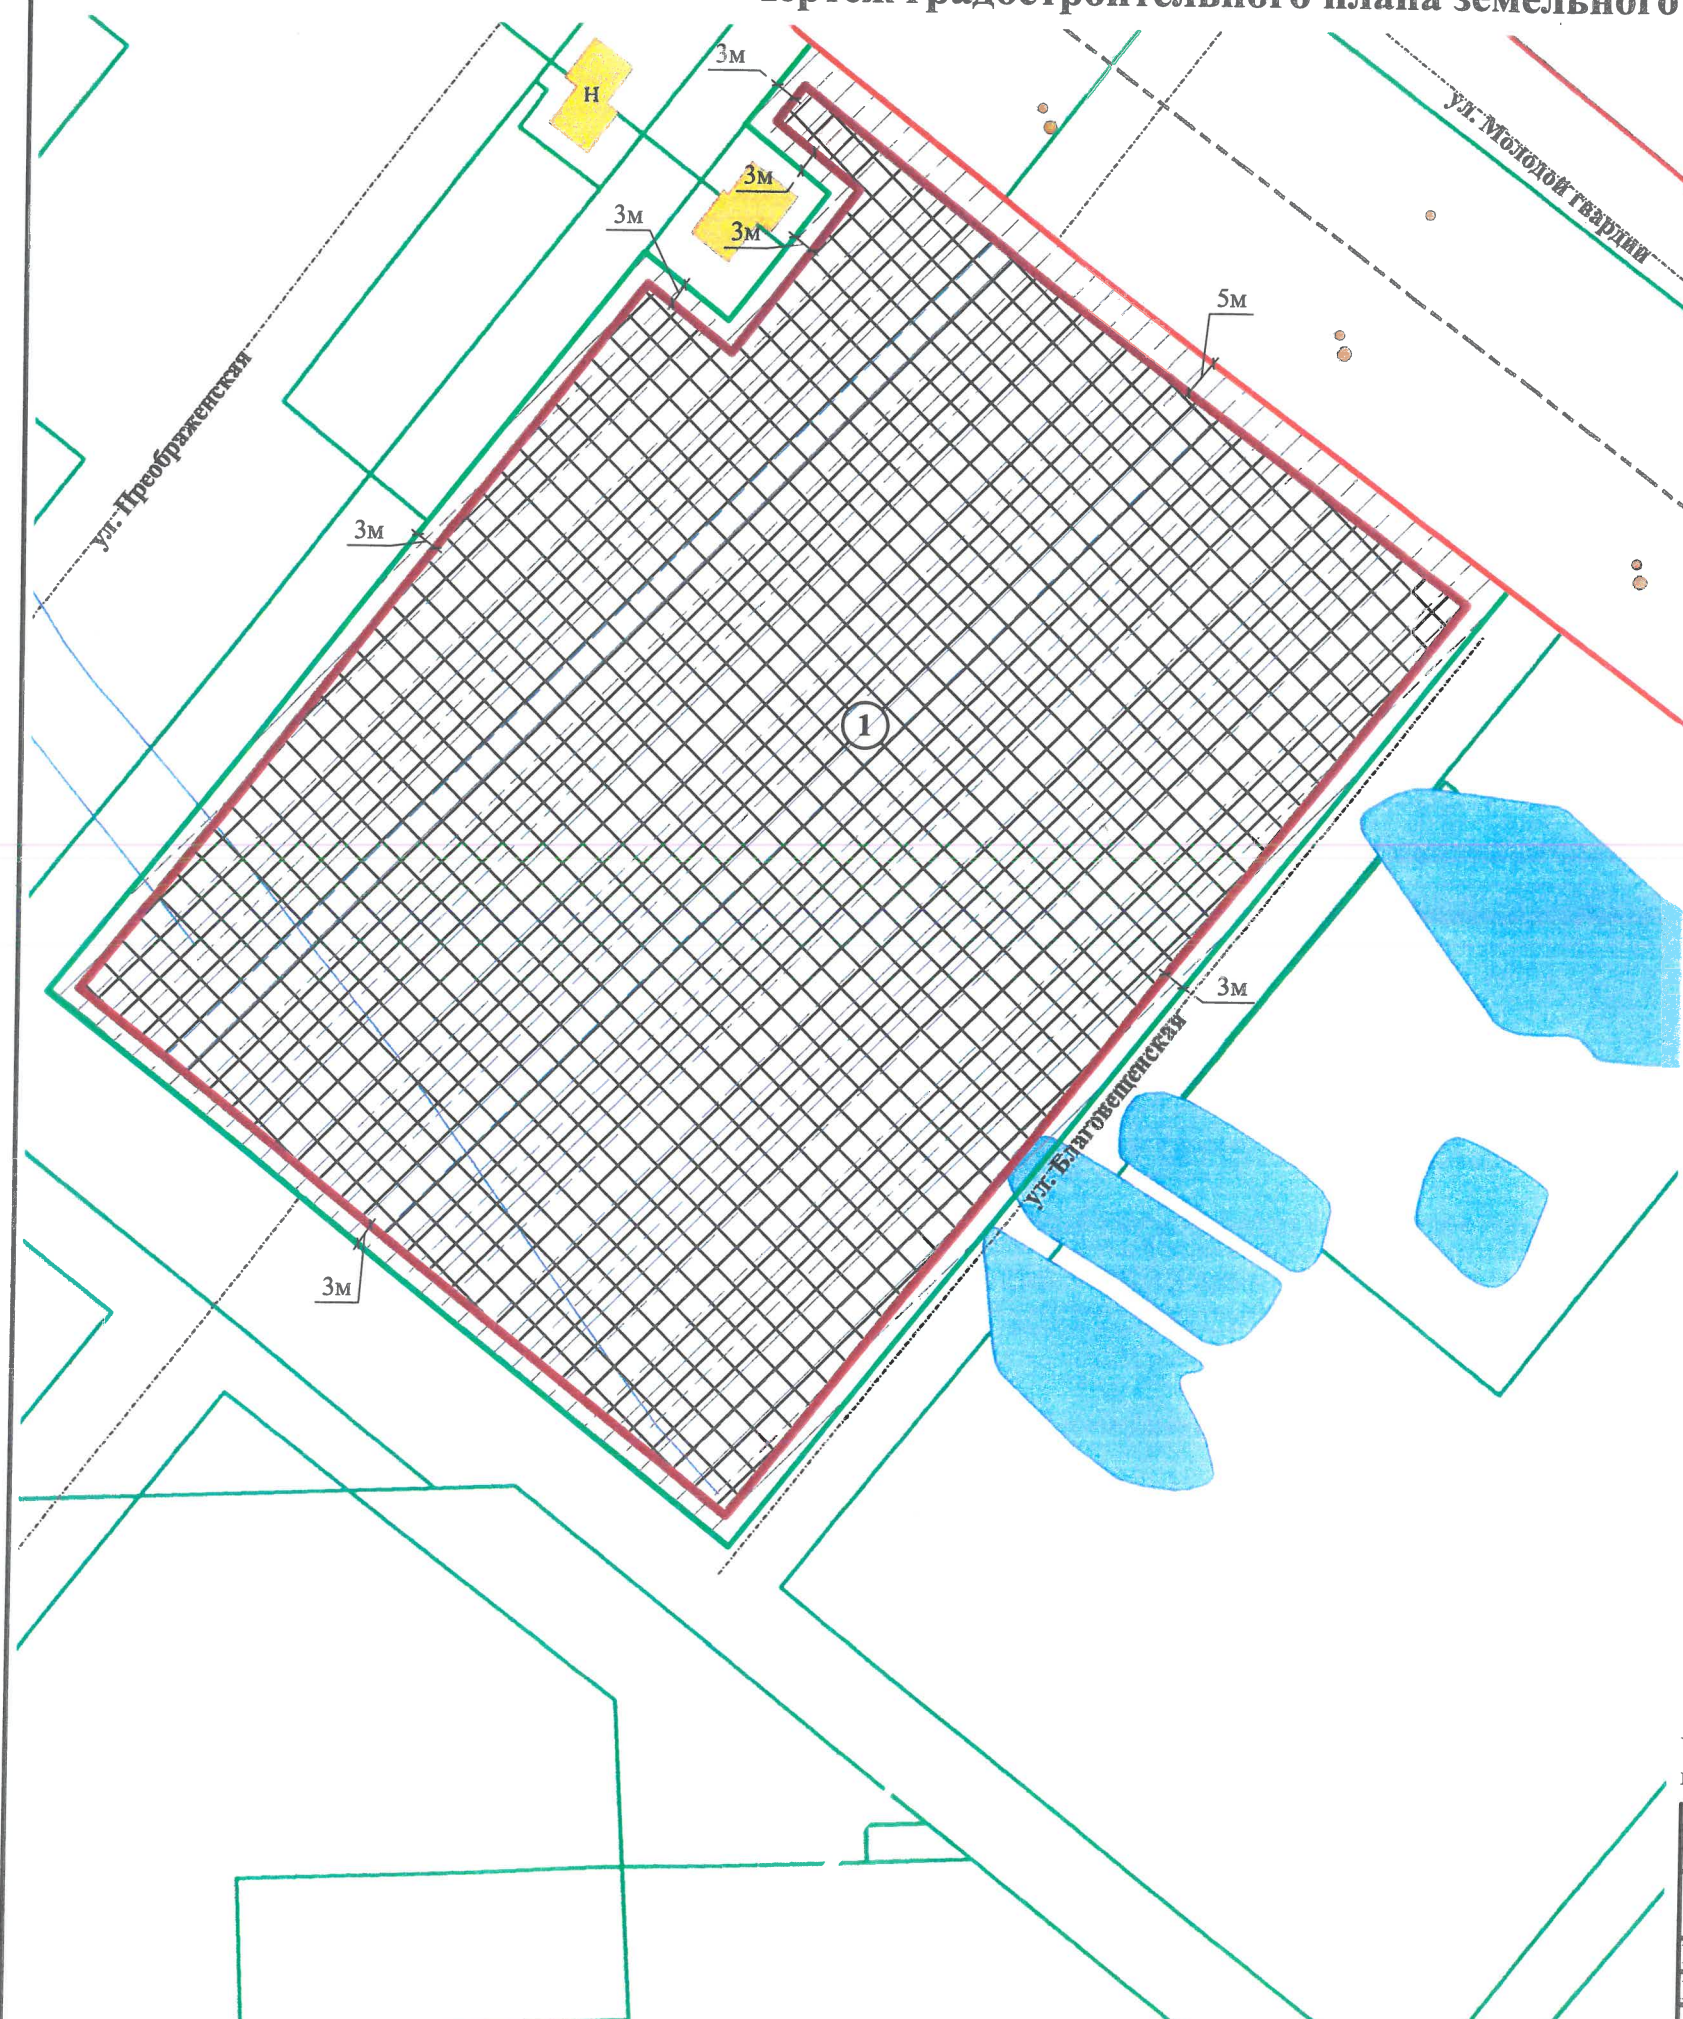 Чертеж градостроительного плана земельного
3м
Н
ул. Молодой гвардии
3м
3м
3м
5м
ул. Преображенская
3м
1
3м
ул. Благовещенская
3м